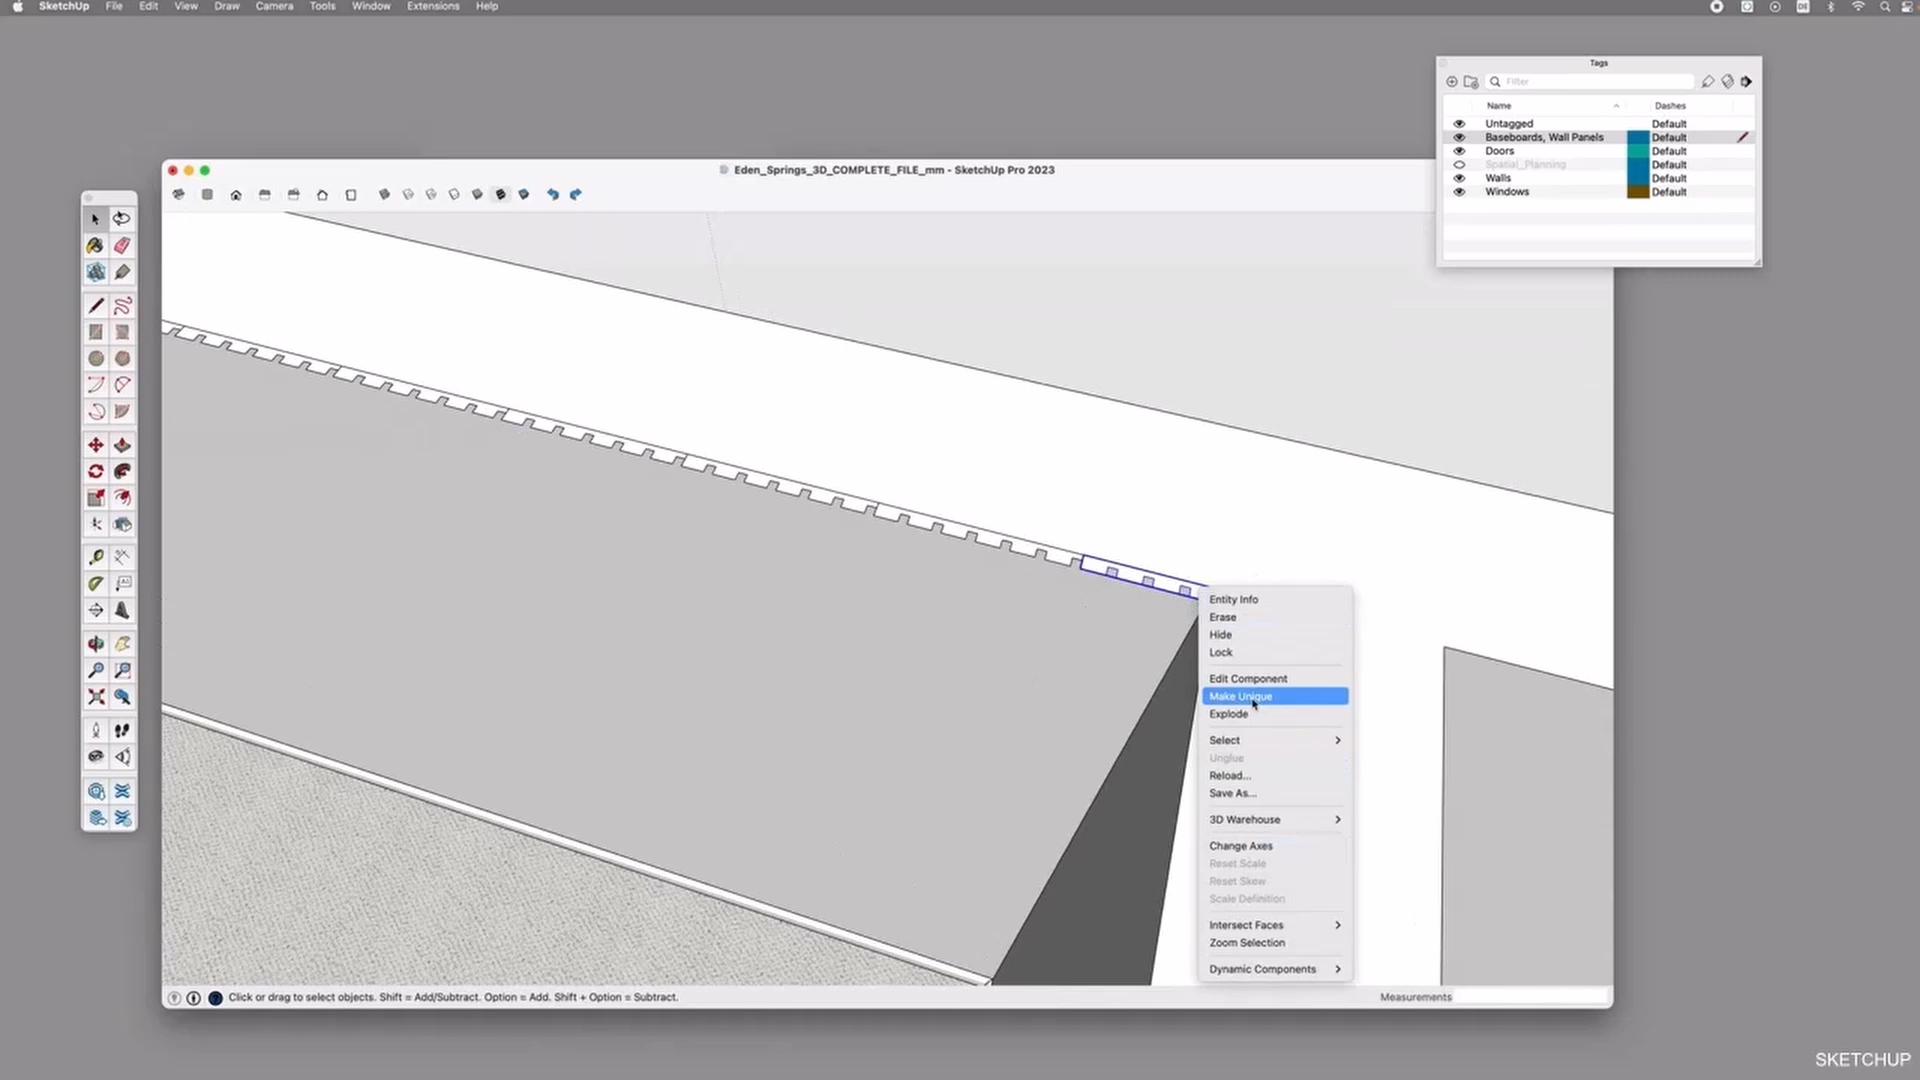 SketchUp File Edit View Draw Camera Tools Window Extensions Help
Tags
Filter
Name Dashes
Untagged Default
Baseboards, Wall Panels Default
Doors Default
Spatial_Planning Default
Walls Default
Windows Default
Eden_Springs_3D_COMPLETE_FILE_mm - SketchUp Pro 2023
Entity Info
Erase
Hide
Lock
Edit Component
Make Unique
Explode
Select
Unglue
Reload...
Save As...
3D Warehouse
Change Axes
Reset Scale
Reset Skew
Scale Definition
Intersect Faces
Zoom Selection
Dynamic Components
Click or drag to select objects. Shift = Add/Subtract. Option = Add. Shift + Option = Subtract.
Measurements
SKETCHUP